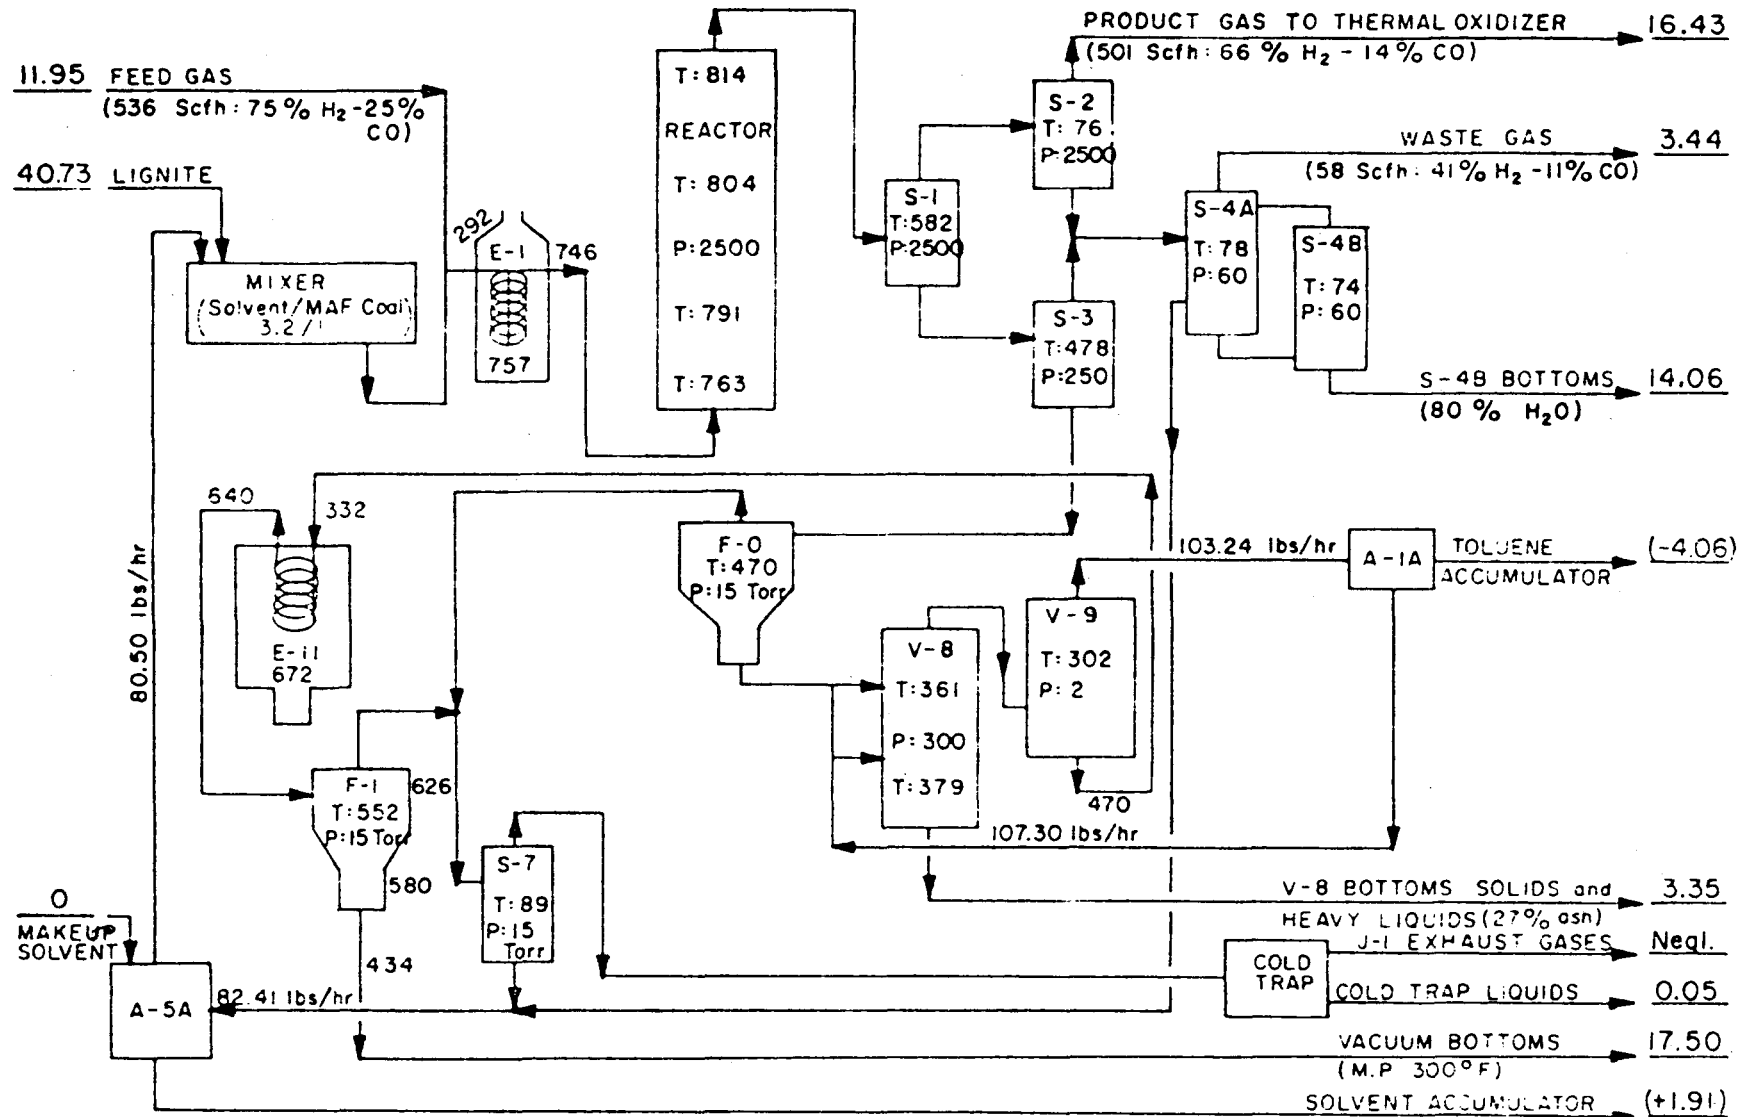 PRODUCT GAS TO THERMAL OXIDIZER 16.43
(501 Scfh: 66 % H₂ - 14% CO)
11.95 FEED GAS
(536 Scfh: 75% H₂-25% CO)
40.73 LIGNITE
MIXER
(Solvent/MAF Coal)
3.2/1
292
E-1
746
757
T: 814
REACTOR
T: 804
P: 2500
T: 791
T: 763
S-1
T:582
P:2500
S-2
T: 76
P:2500
S-3
T:478
P:250
WASTE GAS 3.44
(58 Scfh: 41% H₂ -11% CO)
S-4A
T: 78
P: 60
S-4B
T: 74
P: 60
S-4B BOTTOMS 14.06
(80 % H₂O)
640
332
E-11
672
80.50 lbs/hr
F-0
T:470
P:15 Torr
103.24 lbs/hr
A-1A
TOLUENE ACCUMULATOR (-4.06)
V-8
T:361
P: 300
T:379
V-9
T:302
P: 2
470
107.30 lbs/hr
F-1
T:552
P:15 Torr
626
580
434
S-7
T:89
P:15
Torr
V-8 BOTTOMS SOLIDS and 3.35
HEAVY LIQUIDS (27% ash)
0
MAKEUP
SOLVENT
A-5A
82.41 lbs/hr
COLD
TRAP
J-1 EXHAUST GASES Negl.
COLD TRAP LIQUIDS 0.05
VACUUM BOTTOMS 17.50
(M.P 300°F)
SOLVENT ACCUMULATOR (+1.91)